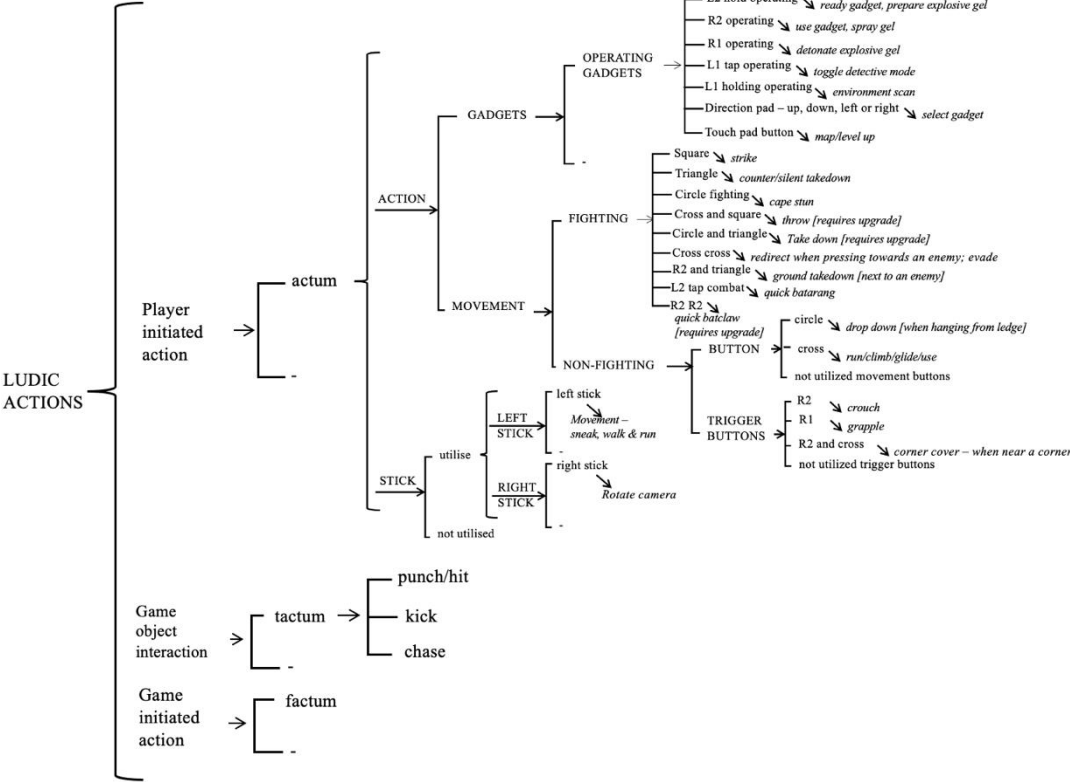 L2 hold operating
ready gadget, prepare explosive gel
R2 operating
use gadget, spray gel
R1 operating
detonate explosive gel
OPERATING
GADGETS
L1 tap operating
toggle detective mode
L1 holding operating
environment scan
Direction pad – up, down, left or right
select gadget
GADGETS
Touch pad button
map/level up
-
Square
strike
Triangle
counter/silent takedown
ACTION
Circle fighting
cape stun
FIGHTING
Cross and square
throw [requires upgrade]
Circle and triangle
Take down [requires upgrade]
Cross cross
redirect when pressing towards an enemy; evade
R2 and triangle
ground takedown [next to an enemy]
actum
L2 tap combat
quick batarang
MOVEMENT
R2 R2
quick batclaw
[requires upgrade]
Player
initiated
action
circle
drop down [when hanging from ledge]
BUTTON
- cross
run/climb/glide/use
NON-FIGHTING
not utilized movement buttons
-
LUDIC
ACTIONS
left stick
R2
crouch
LEFT
STICK
Movement –
sneak, walk & run
TRIGGER
BUTTONS
R1
grapple
R2 and cross
corner cover – when near a corner
utilise
-
not utilized trigger buttons
right stick
STICK
RIGHT
STICK
Rotate camera
-
not utilised
punch/hit
Game
object
interaction
tactum
kick
chase
-
Game
initiated
action
factum
-